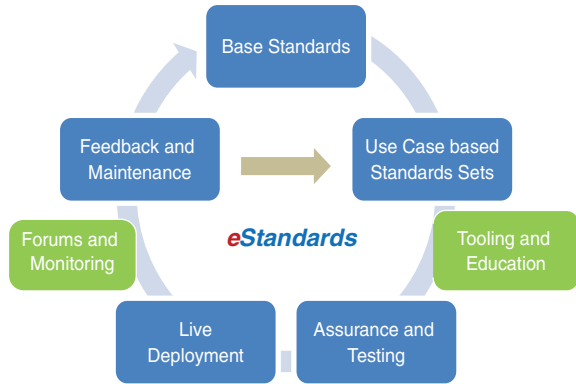 Base Standards
Feedback and
Maintenance
Use Case based
Standards Sets
eStandards
Forums and
Monitoring
Tooling and
Education
Live
Deployment
Assurance and
Testing